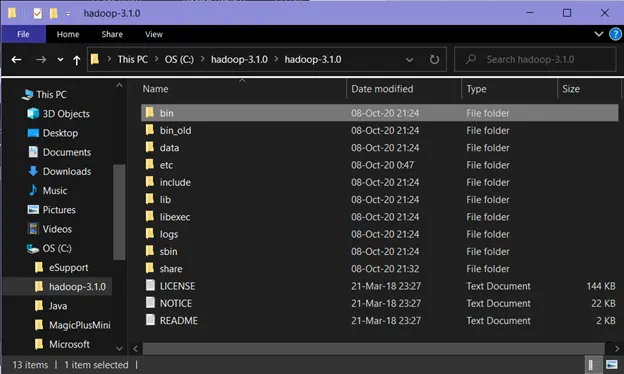 hadoop-3.1.0
File Home Share View
This PC OS (C:) hadoop-3.1.0 hadoop-3.1.0 Search hadoop-3.1.0
Name Date modified Type Size
This PC
3D Objects
Desktop
Documents
Downloads
Music
Pictures
Videos
OS (C:)
eSupport
hadoop-3.1.0
Java
MagicPlusMini
Microsoft
bin 08-Oct-20 21:24 File folder
bin_old 08-Oct-20 21:24 File folder
data 08-Oct-20 21:24 File folder
etc 08-Oct-20 0:47 File folder
include 08-Oct-20 21:24 File folder
lib 08-Oct-20 21:24 File folder
libexec 08-Oct-20 21:24 File folder
logs 08-Oct-20 21:24 File folder
sbin 08-Oct-20 21:24 File folder
share 08-Oct-20 21:32 File folder
LICENSE 21-Mar-18 23:27 Text Document 144 KB
NOTICE 21-Mar-18 23:27 Text Document 22 KB
README 21-Mar-18 23:27 Text Document 2 KB
13 items 1 item selected